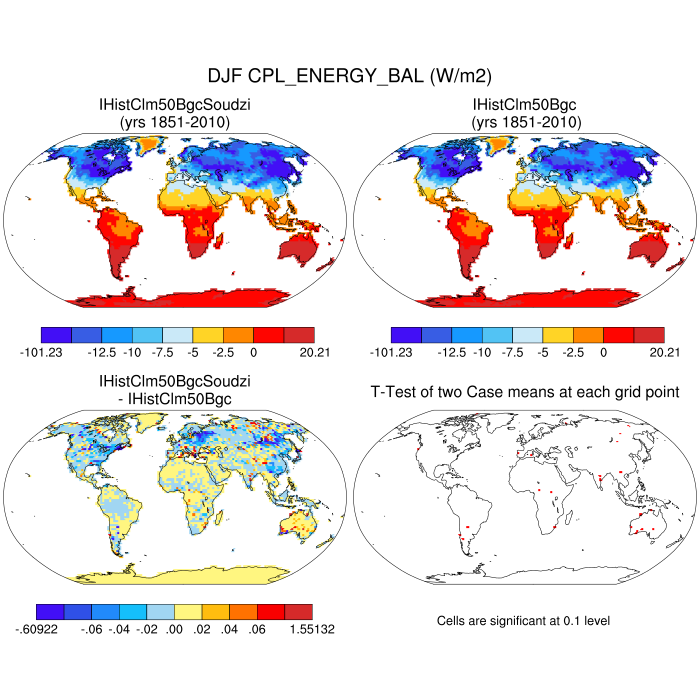 DJF CPL_ENERGY_BAL (W/m2)
IHistClm50BgcSoudzi
(yrs 1851-2010)
IHistClm50Bgc
(yrs 1851-2010)
-101.23 -12.5 -10 -7.5 -5 -2.5 0 20.21
-101.23 -12.5 -10 -7.5 -5 -2.5 0 20.21
IHistClm50BgcSoudzi
- IHistClm50Bgc
T-Test of two Case means at each grid point
-.60922 -.06 -.04 -.02 .00 .02 .04 .06 1.55132
Cells are significant at 0.1 level